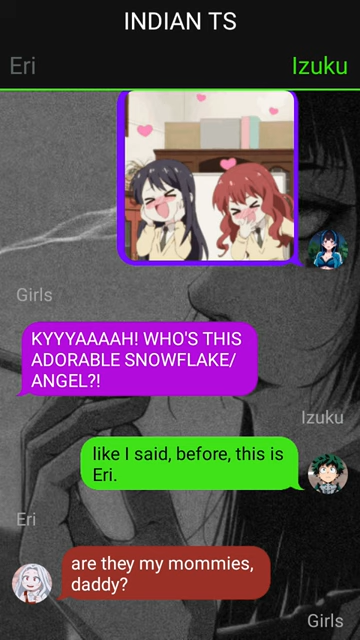 INDIAN TS
Eri Izuku
Girls
KYYYAAAAH! WHO'S THIS
ADORABLE SNOWFLAKE/
ANGEL?!
Izuku
like I said, before, this is
Eri.
Eri
are they my mommies,
daddy?
Girls